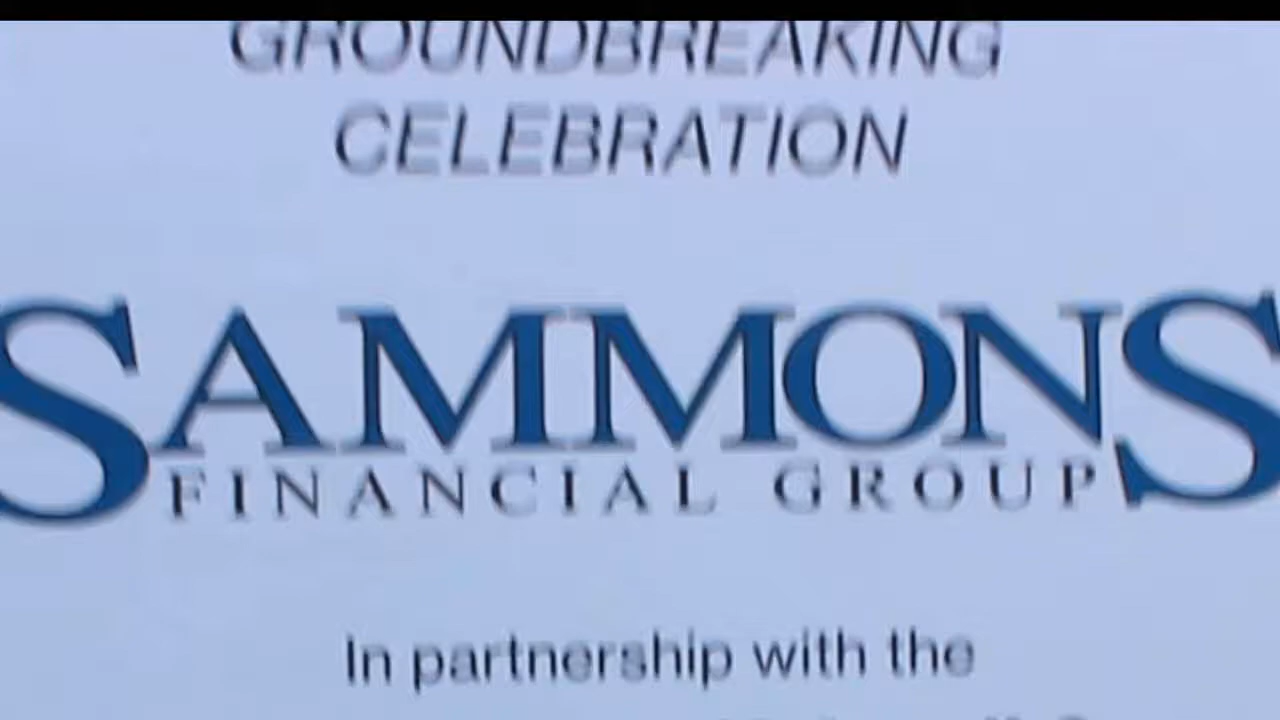 GROUNDBREAKING
CELEBRATION
SAMMONS
FINANCIAL GROUP
In partnership with the